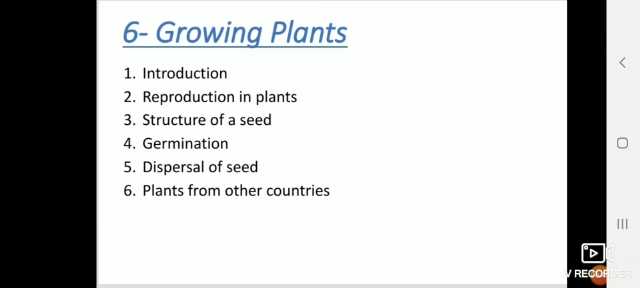 6- Growing Plants
1. Introduction
2. Reproduction in plants
3. Structure of a seed
4. Germination
5. Dispersal of seed
6. Plants from other countries
V RECORDER